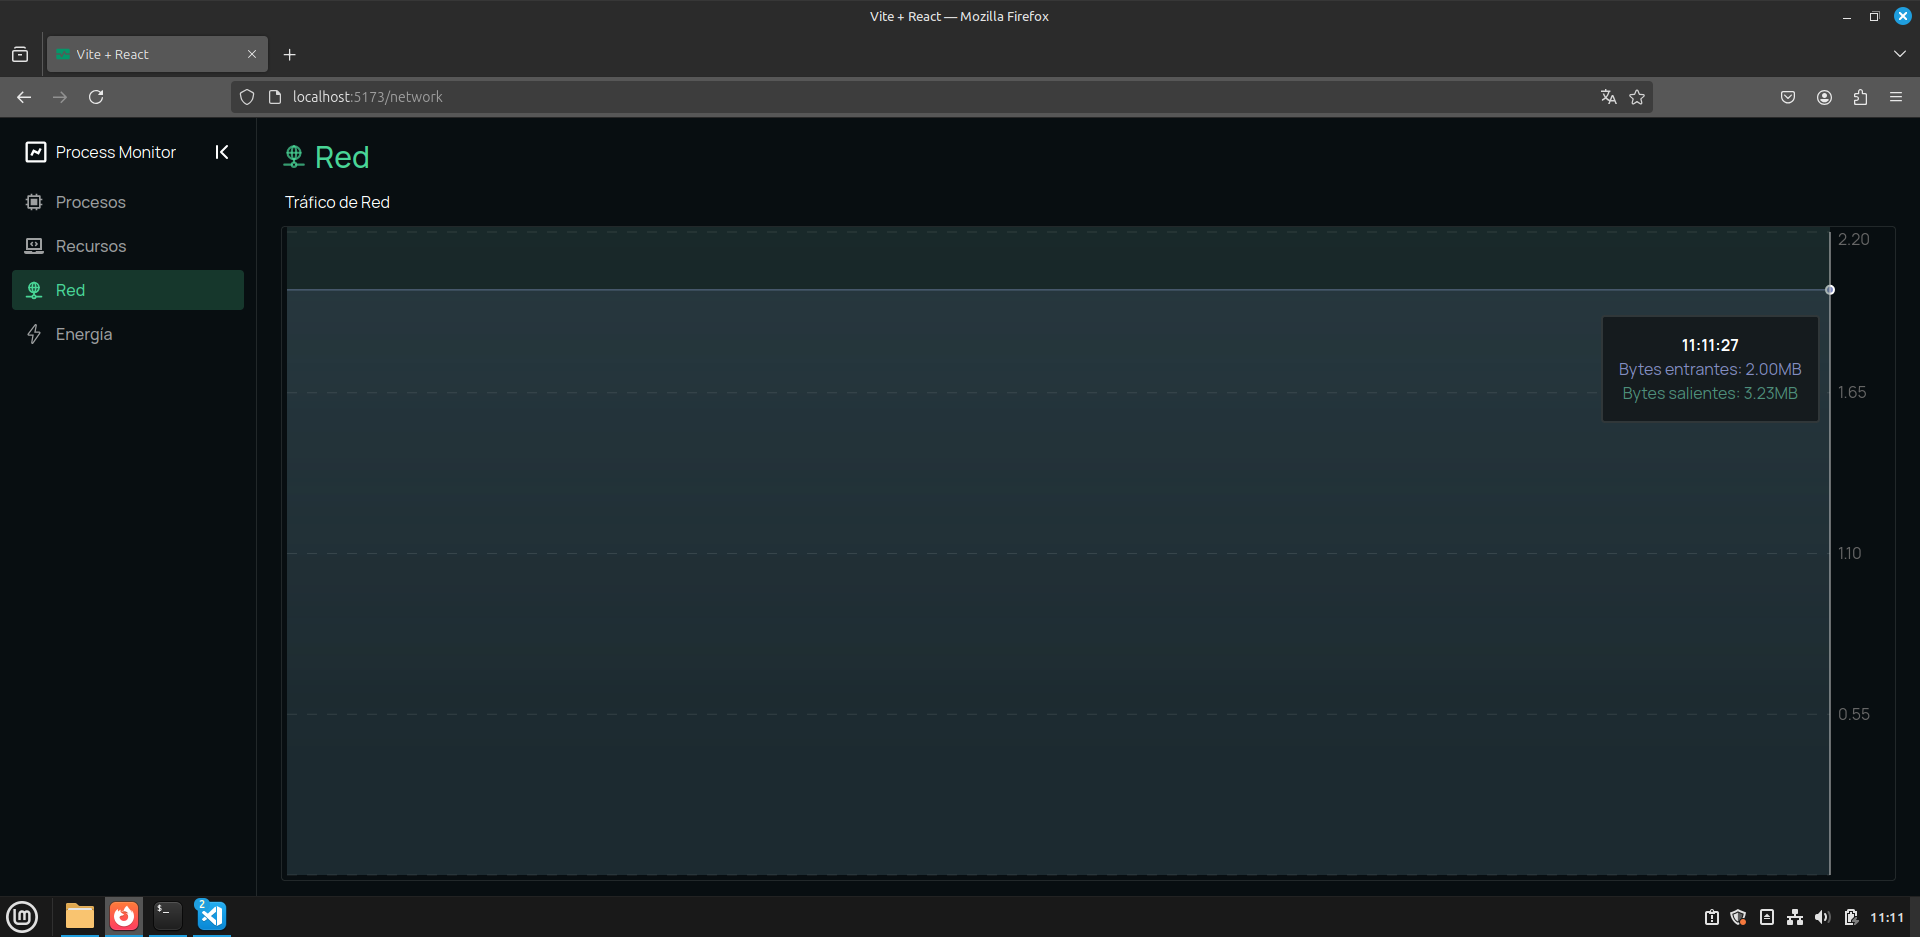 Vite + React — Mozilla Firefox
Vite + React
localhost:5173/network
Process Monitor
Procesos
Recursos
Red
Energía
Red
Tráfico de Red
2.20
1.65
1.10
0.55
11:11:27
Bytes entrantes: 2.00MB
Bytes salientes: 3.23MB
$_
2
11:11